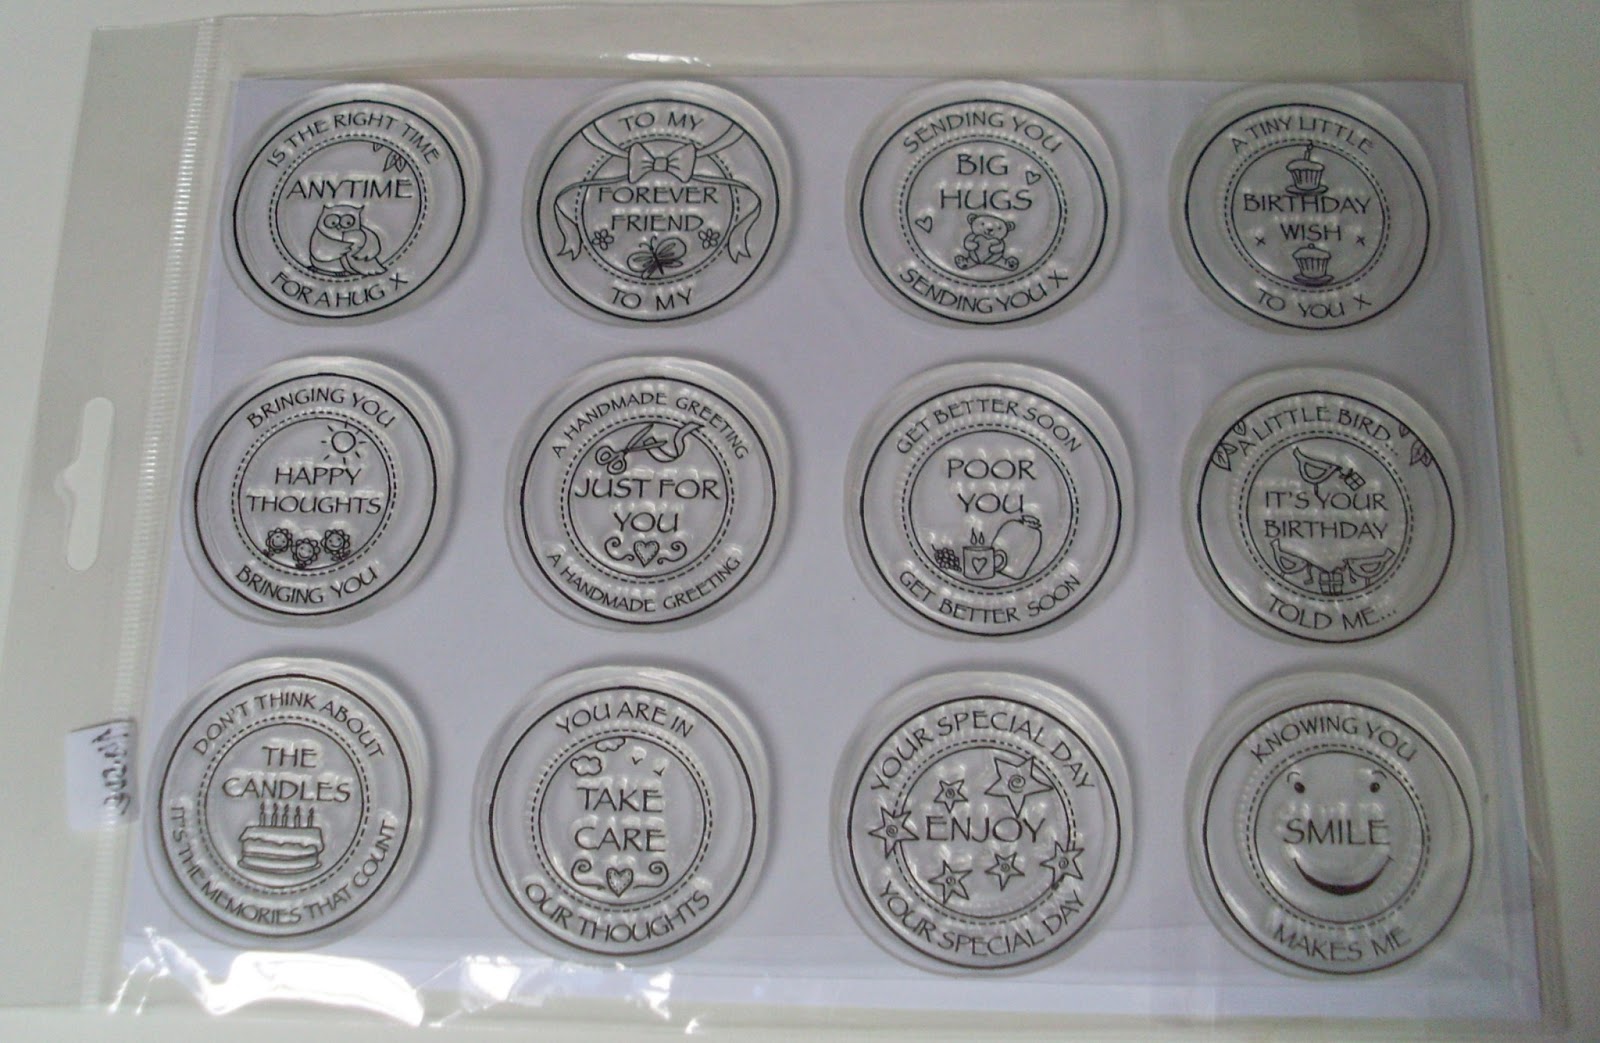 IS THE RIGHT TIME
ANYTIME
FOR A HUG X
TO MY
FOREVER
FRIEND
TO MY
SENDING YOU
BIG
HUGS
SENDING YOU X
A TINY LITTLE
BIRTHDAY
X WISH X
TO YOU X
BRINGING YOU
HAPPY
THOUGHTS
BRINGING YOU
A HANDMADE GREETING
JUST FOR
YOU
A HANDMADE GREETING
GET BETTER SOON
POOR
YOU
GET BETTER SOON
A LITTLE BIRD...
IT'S YOUR
BIRTHDAY
TOLD ME...
DON'T THINK ABOUT
THE
CANDLES
IT'S THE MEMORIES THAT COUNT
YOU ARE IN
TAKE
CARE
OUR THOUGHTS
YOUR SPECIAL DAY
ENJOY
YOUR SPECIAL DAY
KNOWING YOU
SMILE
MAKES ME